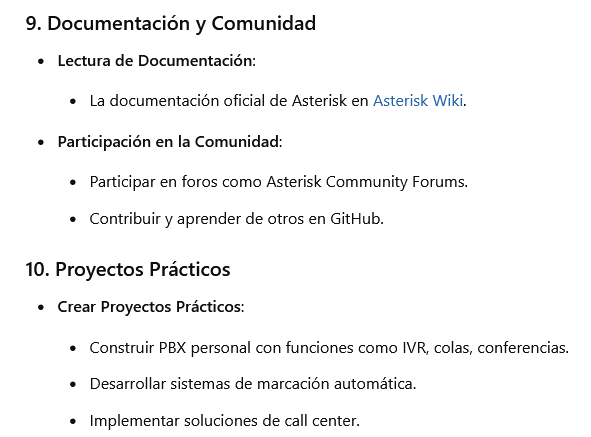 9. Documentación y Comunidad
• Lectura de Documentación:
• La documentación oficial de Asterisk en Asterisk Wiki.
• Participación en la Comunidad:
• Participar en foros como Asterisk Community Forums.
• Contribuir y aprender de otros en GitHub.
10. Proyectos Prácticos
• Crear Proyectos Prácticos:
• Construir PBX personal con funciones como IVR, colas, conferencias.
• Desarrollar sistemas de marcación automática.
• Implementar soluciones de call center.